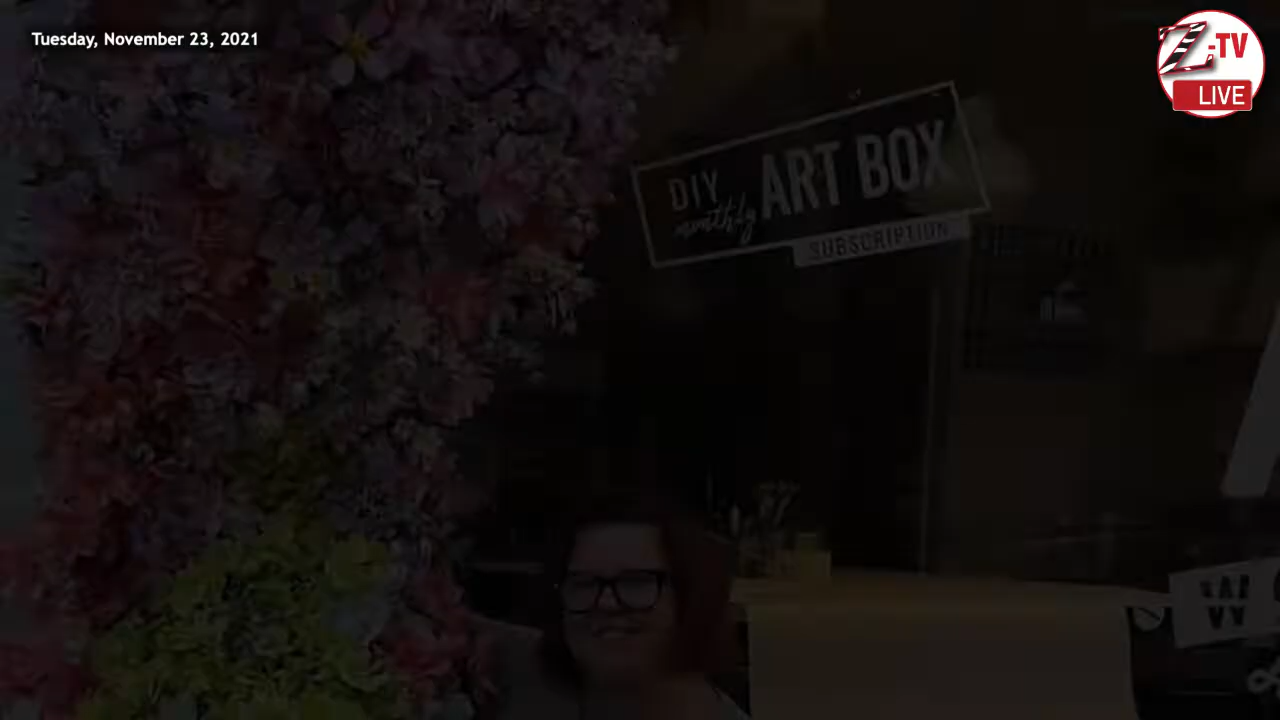 Tuesday, November 23, 2021
Z-TV
LIVE
DIY
monthly ART BOX
SUBSCRIPTION
W